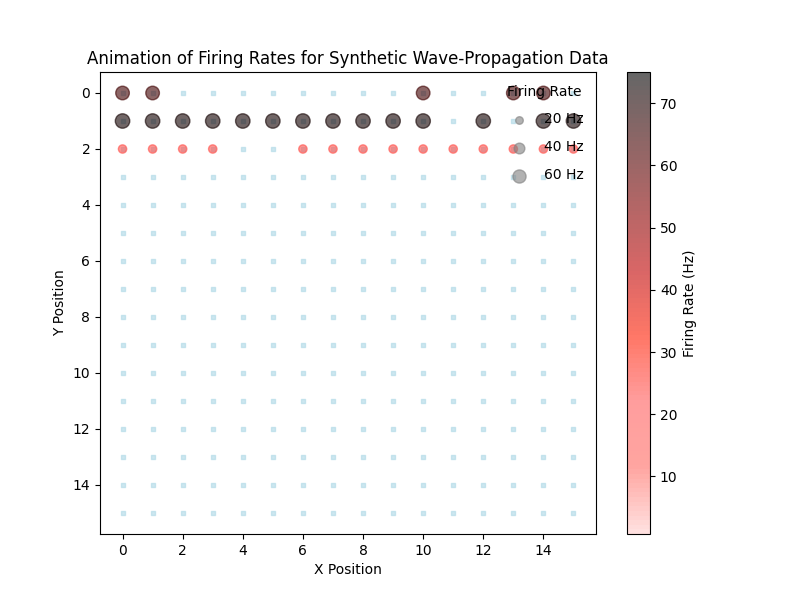 Animation of Firing Rates for Synthetic Wave-Propagation Data
Firing Rate
20 Hz
40 Hz
60 Hz
0
2
4
6
8
10
12
14
Y Position
0 2 4 6 8 10 12 14
X Position
70
60
50
40
30
20
10
Firing Rate (Hz)